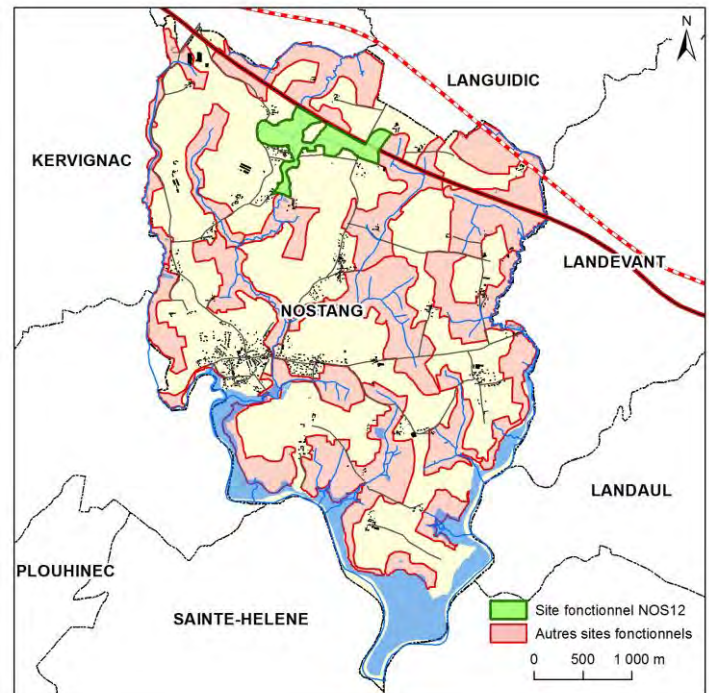 N
LANGUIDIC
KERVIGNAC
LANDEVANT
NOSTANG
LANDAUL
PLOUHINEC
SAINTE-HELENE
Site fonctionnel NOS12
Autres sites fonctionnels
0 500 1 000 m